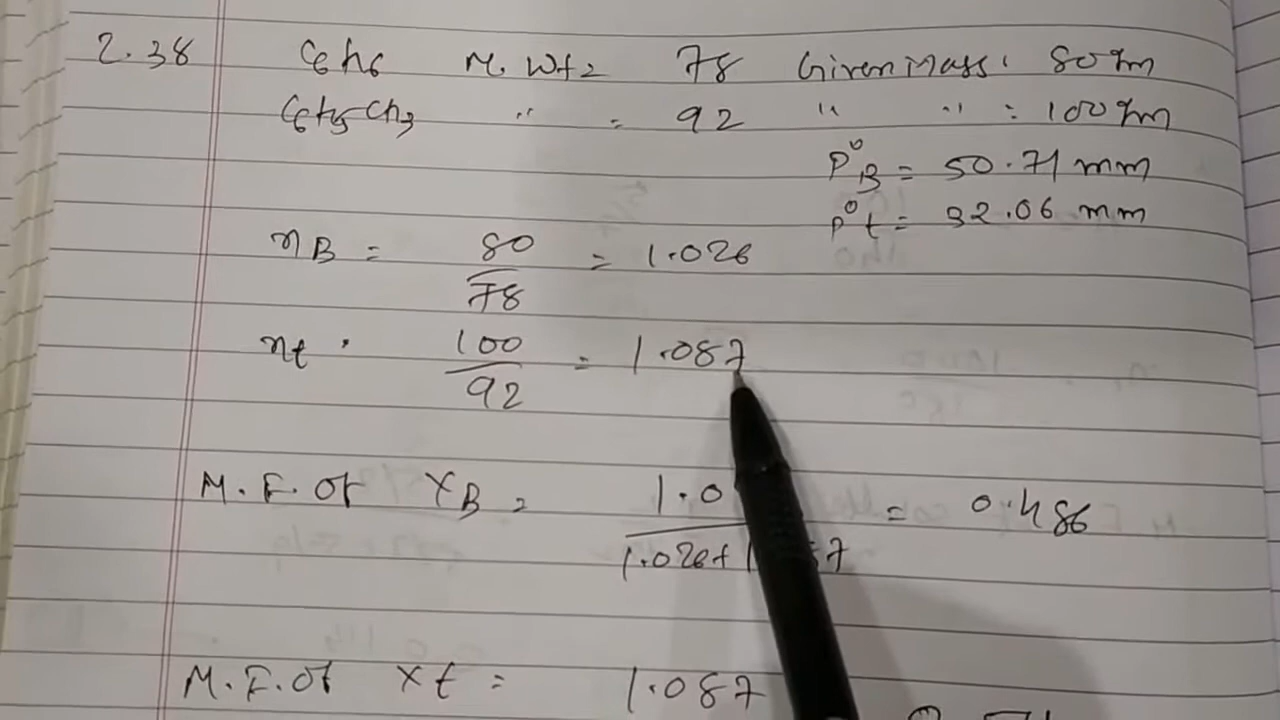 2.38 C6h6 M. Wt = 78 Given Mass: 80 gm
C6H5CH3 " = 92 " " : 100 gm
P°B = 50.71 mm
P°t = 32.06 mm
nB = 80/78 = 1.026
nt . 100/92 = 1.087
M.F. of XB = 1.0 / 1.026+1 7 = 0.486
M.F. of Xt = 1.087